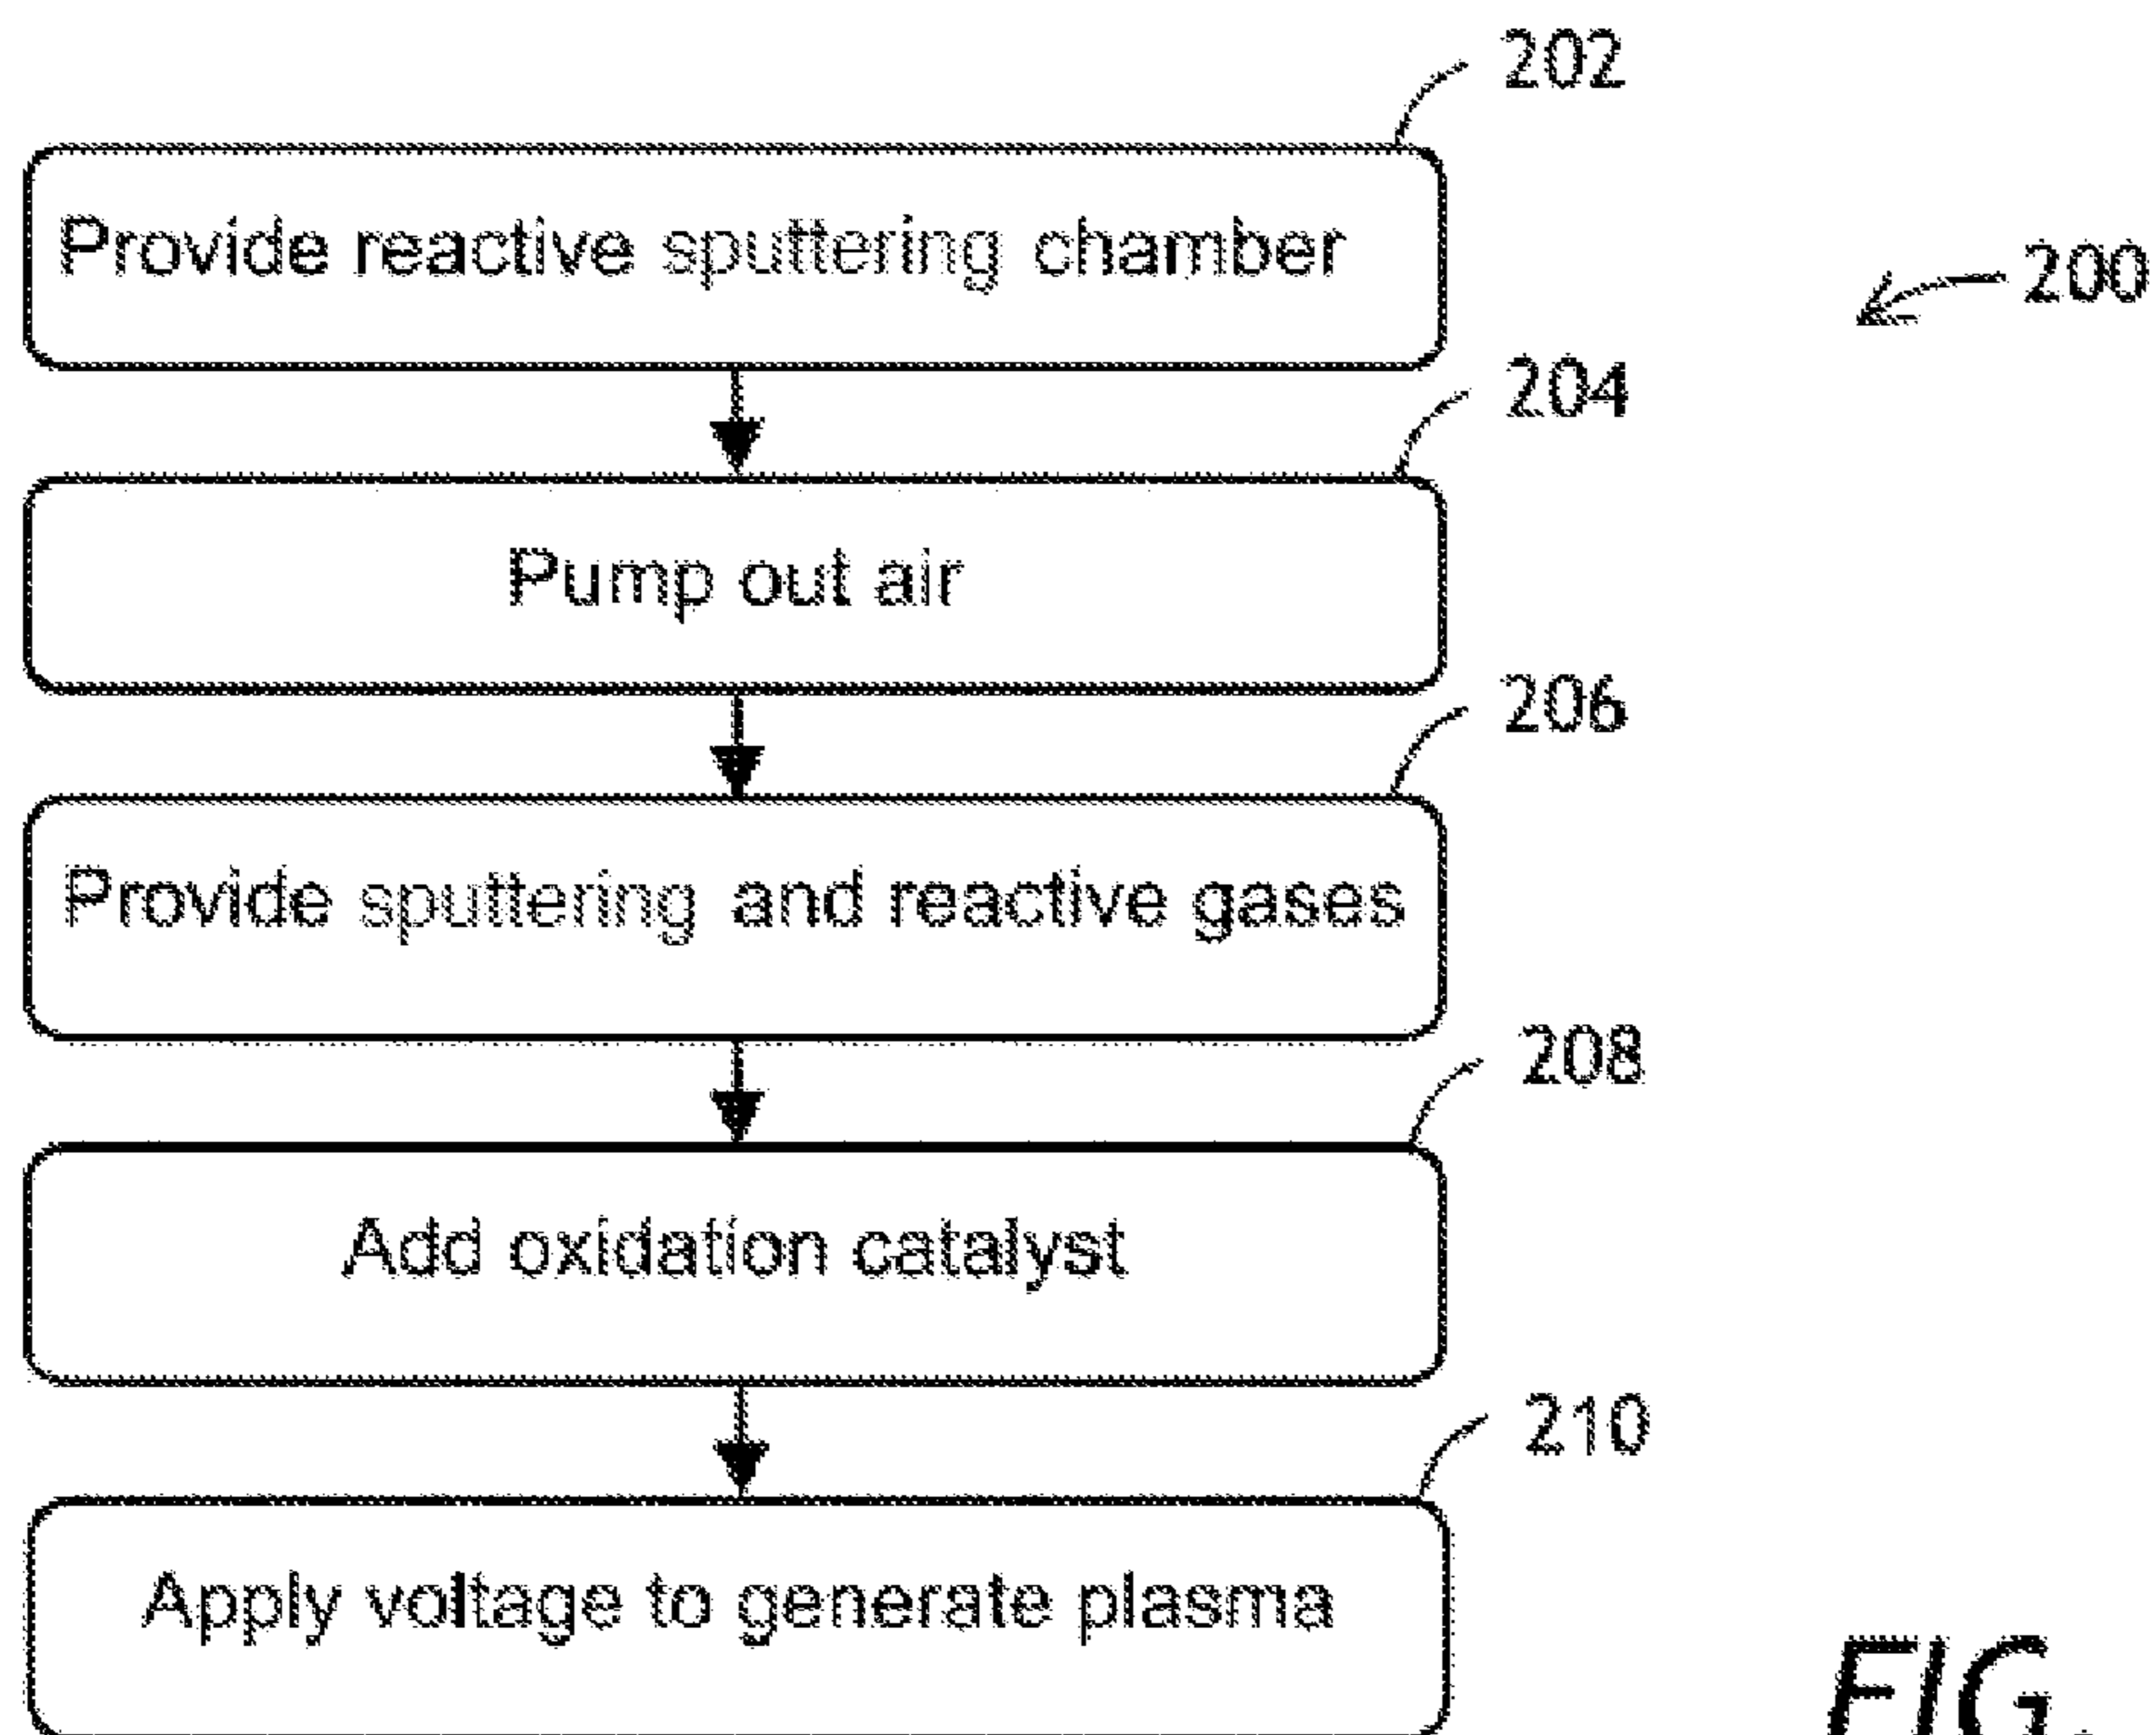 202
Provide reactive sputtering chamber
200
204
Pump out air
206
Provide sputtering and reactive gases
208
Add oxidation catalyst
210
Apply voltage to generate plasma
FIG.